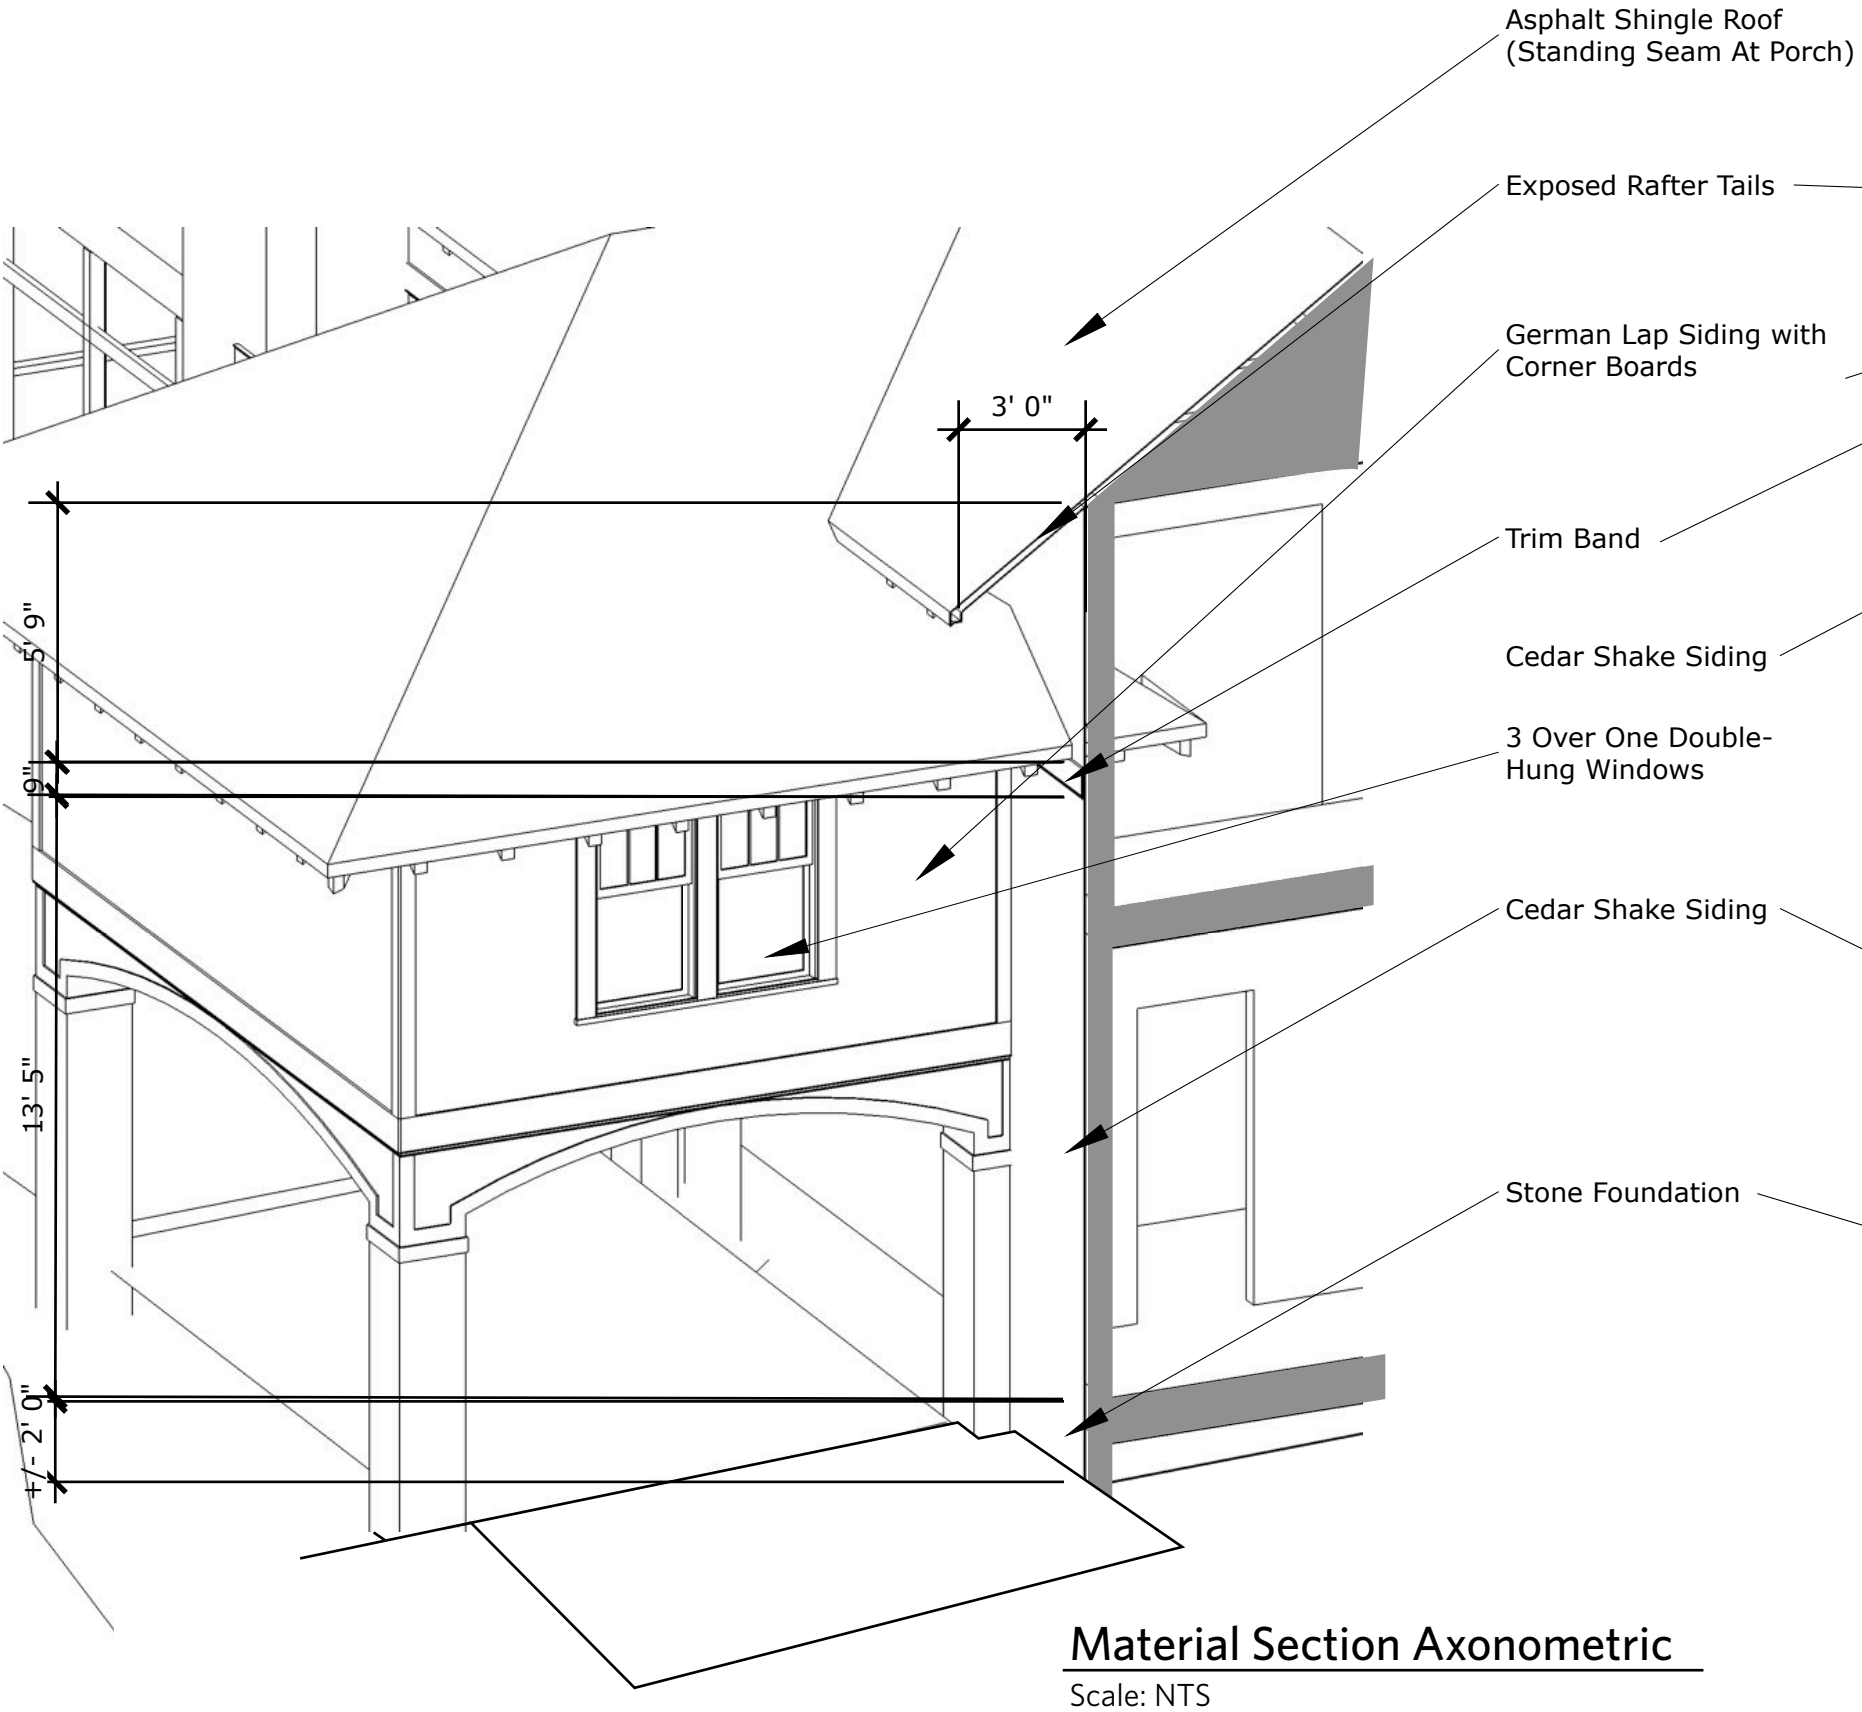 Asphalt Shingle Roof
(Standing Seam At Porch)
Exposed Rafter Tails
German Lap Siding with
Corner Boards
3' 0"
Trim Band
5' 9"
Cedar Shake Siding
3 Over One Double-
Hung Windows
9"
Cedar Shake Siding
13' 5"
Stone Foundation
+/- 2' 0"
Material Section Axonometric
Scale: NTS